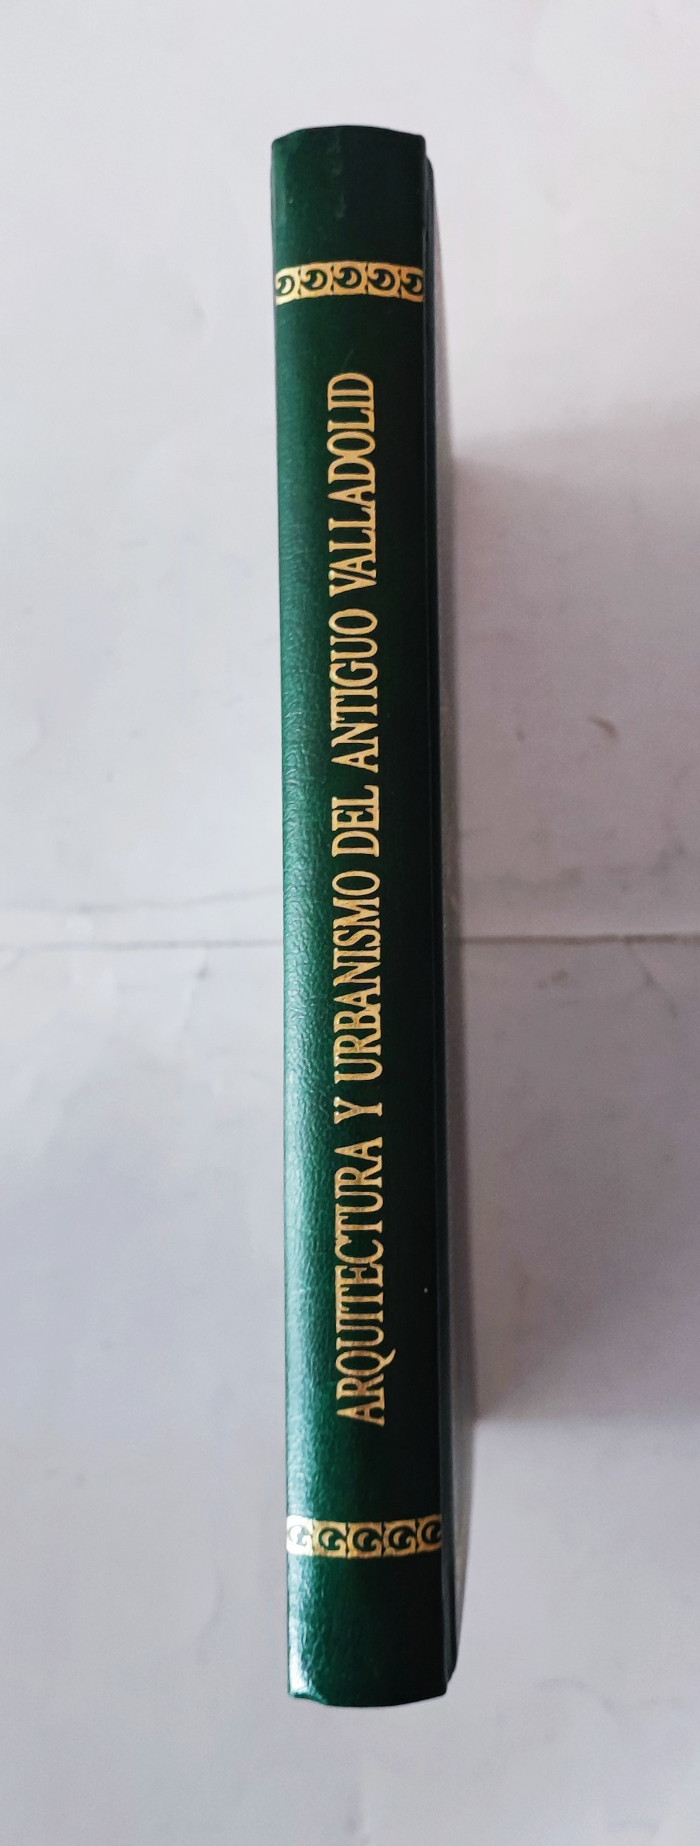 ARQUITECTURA Y URBANISMO DEL ANTIGUO VALLADOLID